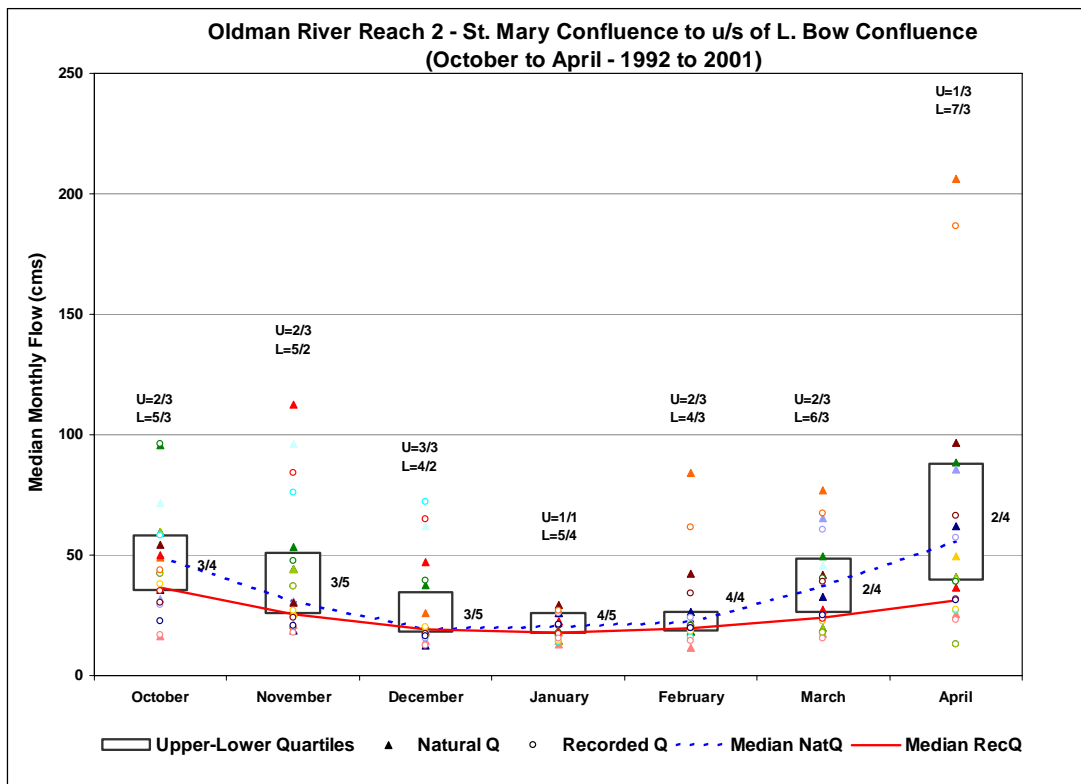 Oldman River Reach 2 - St. Mary Confluence to u/s of L. Bow Confluence
(October to April - 1992 to 2001)
Median Monthly Flow (cms)
250
200
150
100
50
0
U=2/3
L=5/3
3/4
U=2/3
L=5/2
3/5
U=3/3
L=4/2
3/5
U=1/1
L=5/4
4/5
U=2/3
L=4/3
4/4
U=2/3
L=6/3
2/4
U=1/3
L=7/3
2/4
October
November
December
January
February
March
April
Upper-Lower Quartiles
Natural Q
Recorded Q
Median NatQ
Median RecQ